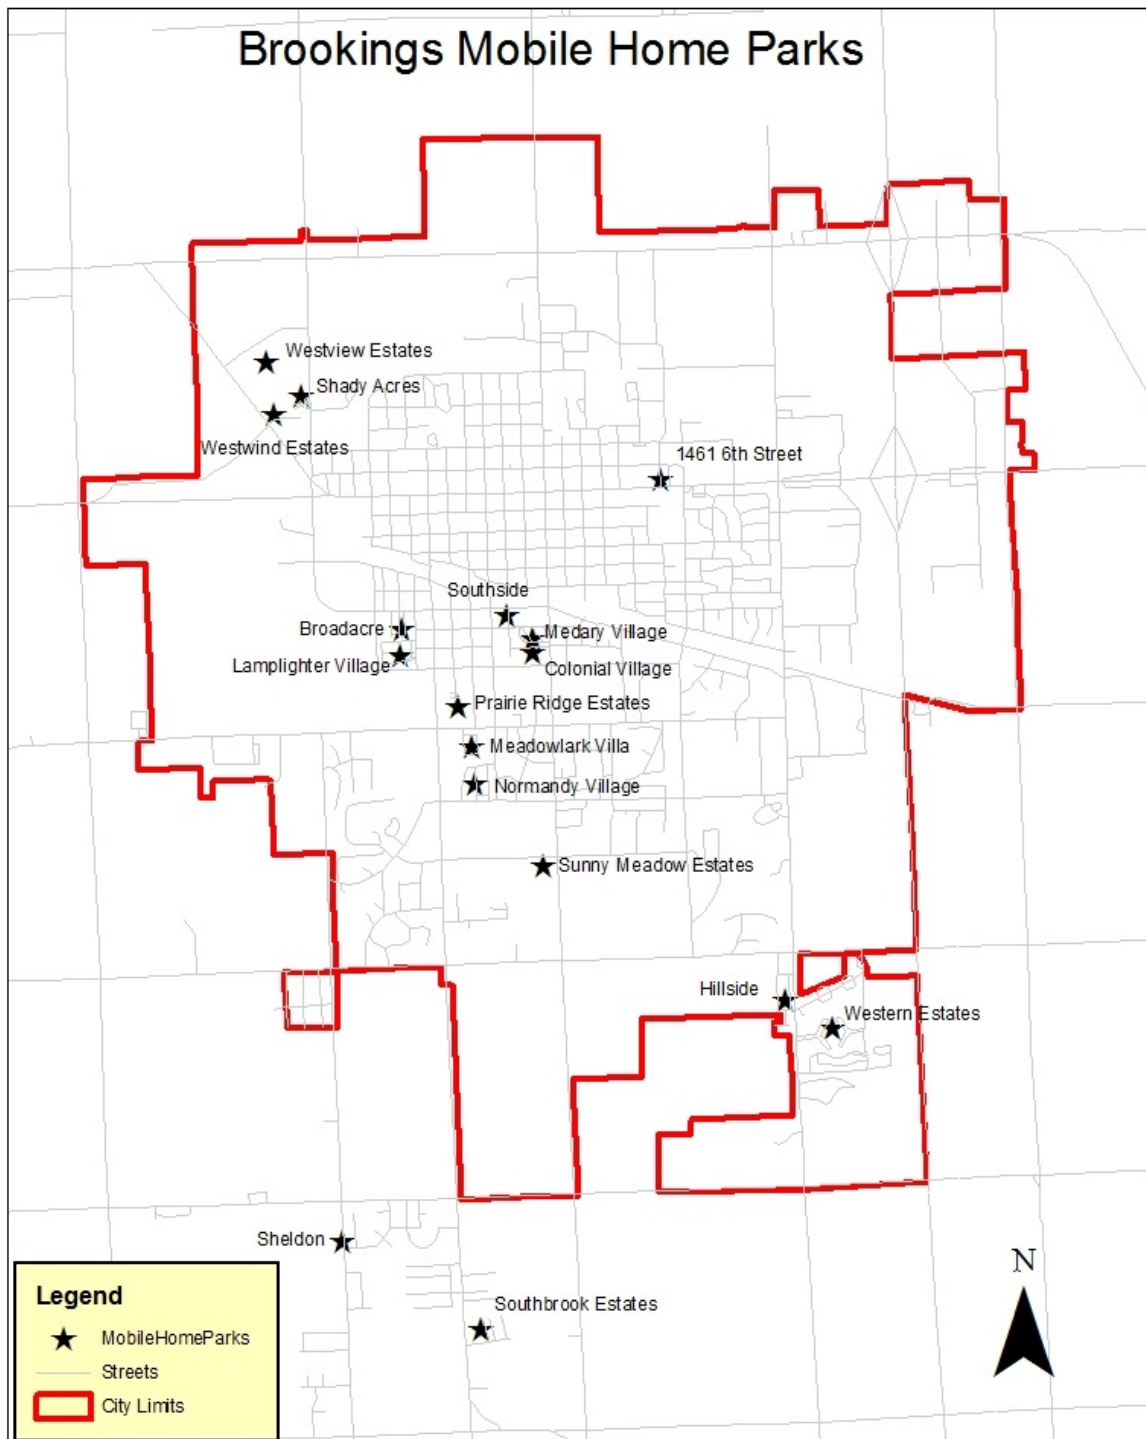 Brookings Mobile Home Parks
Westview Estates
Shady Acres
Westwind Estates
1461 6th Street
Southside
Broadacre
Medary Village
Lamplighter Village
Colonial Village
Prairie Ridge Estates
Meadowlark Villa
Normandy Village
Sunny Meadow Estates
Hillside
Western Estates
Sheldon
Southbrook Estates
N
Legend
MobileHomeParks
Streets
City Limits